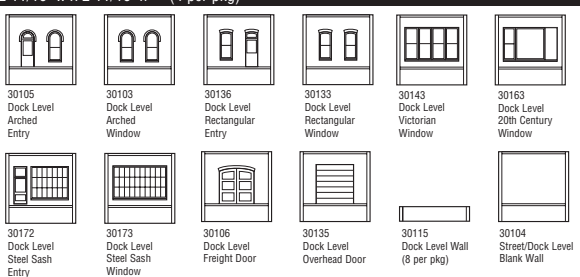 (4 per pkg)
30105
Dock Level
Arched
Entry
30103
Dock Level
Arched
Window
30136
Dock Level
Rectangular
Entry
30133
Dock Level
Rectangular
Window
30143
Dock Level
Victorian
Window
30163
Dock Level
20th Century
Window
30172
Dock Level
Steel Sash
Entry
30173
Dock Level
Steel Sash
Window
30106
Dock Level
Freight Door
30135
Dock Level
Overhead Door
30115
Dock Level Wall
(8 per pkg)
30104
Street/Dock Level
Blank Wall